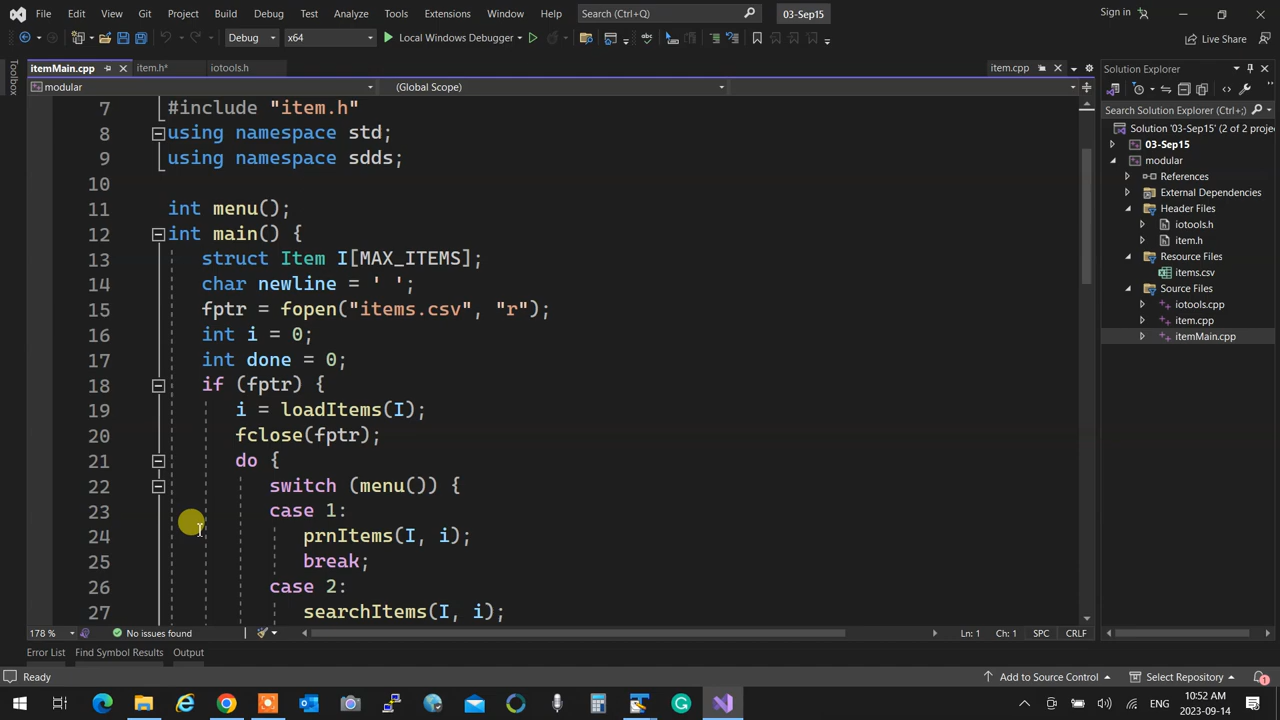 File Edit View Git Project Build Debug Test Analyze Tools Extensions Window Help Search (Ctrl+Q) 03-Sep15 Sign in
Debug x64 Local Windows Debugger Live Share
Toolbox
itemMain.cpp item.h* iotools.h item.cpp
modular (Global Scope)
7 #include "item.h"
8 using namespace std;
9 using namespace sdds;
10
11 int menu();
12 int main() {
13 struct Item I[MAX_ITEMS];
14 char newline = ' ';
15 fptr = fopen("items.csv", "r");
16 int i = 0;
17 int done = 0;
18 if (fptr) {
19 i = loadItems(I);
20 fclose(fptr);
21 do {
22 switch (menu()) {
23 case 1:
24 prnItems(I, i);
25 break;
26 case 2:
27 searchItems(I, i);
178 % No issues found Ln: 1 Ch: 1 SPC CRLF
Solution Explorer
Search Solution Explorer (Ctrl+;)
Solution '03-Sep15' (2 of 2 proje
03-Sep15
modular
References
External Dependencies
Header Files
iotools.h
item.h
Resource Files
items.csv
Source Files
iotools.cpp
item.cpp
itemMain.cpp
Error List Find Symbol Results Output
Ready Add to Source Control Select Repository 1
10:52 AM
ENG
2023-09-14